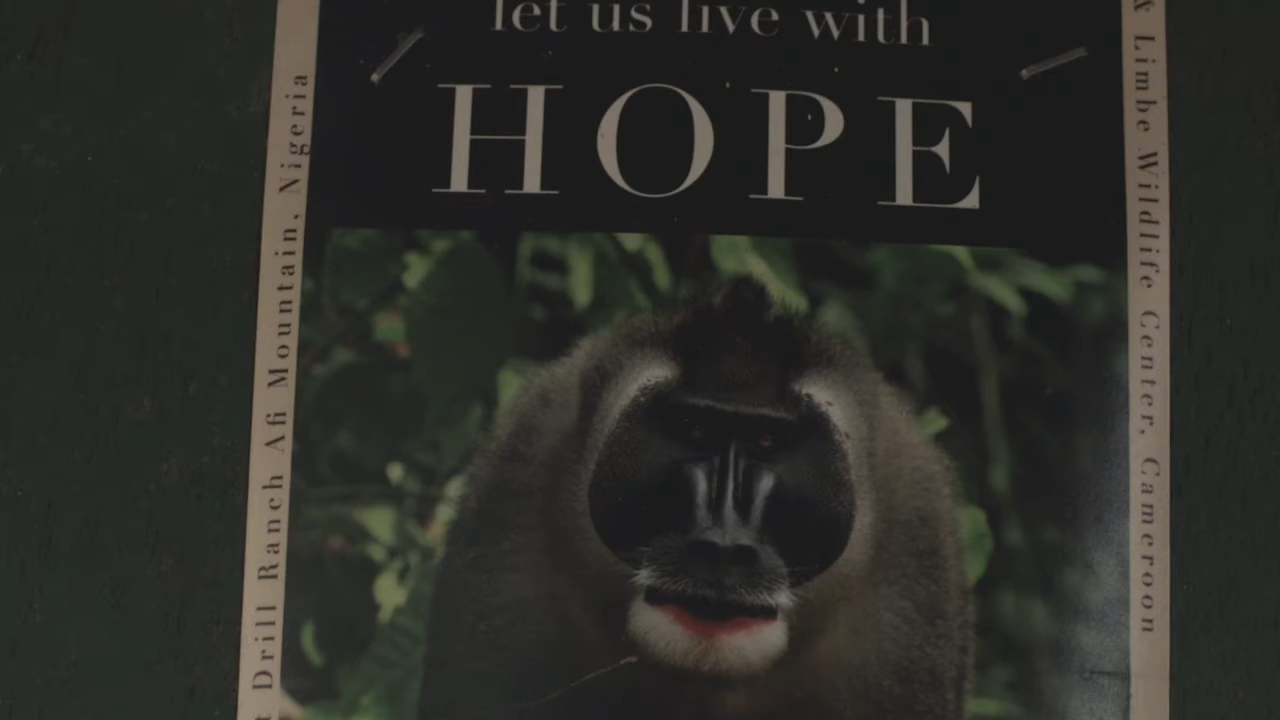 let us live with
HOPE
Drill Ranch Afi Mountain, Nigeria
& Limbe Wildlife Center, Cameroon